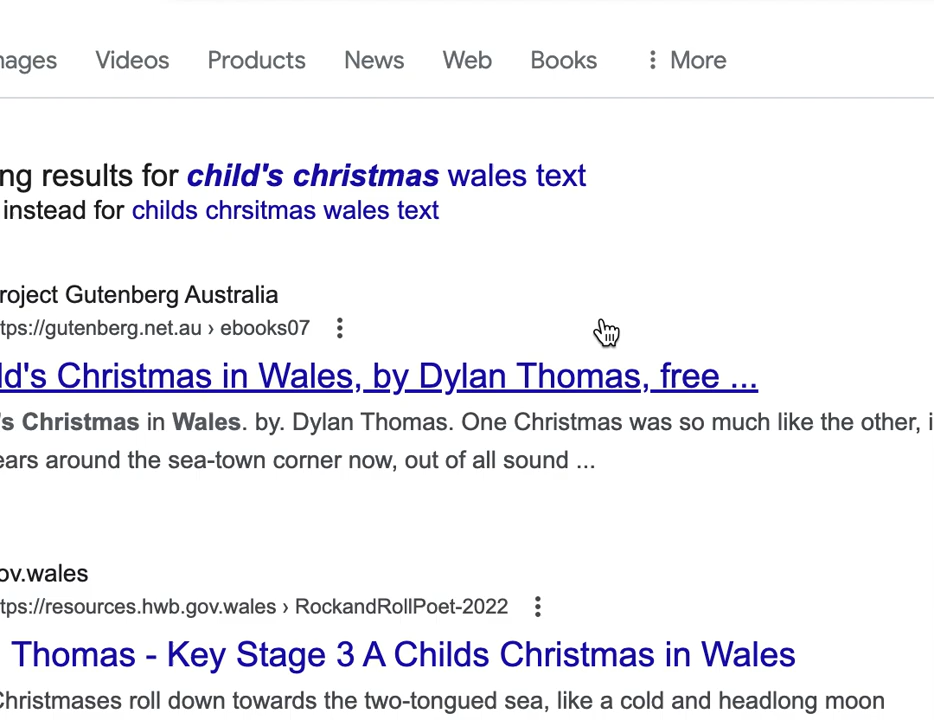 mages Videos Products News Web Books ⋮ More
ng results for child's christmas wales text
instead for childs chrsitmas wales text
roject Gutenberg Australia
tps://gutenberg.net.au › ebooks07
ld's Christmas in Wales, by Dylan Thomas, free ...
's Christmas in Wales. by. Dylan Thomas. One Christmas was so much like the other, i
ears around the sea-town corner now, out of all sound ...
ov.wales
tps://resources.hwb.gov.wales › RockandRollPoet-2022
Thomas - Key Stage 3 A Childs Christmas in Wales
Christmases roll down towards the two-tongued sea, like a cold and headlong moon